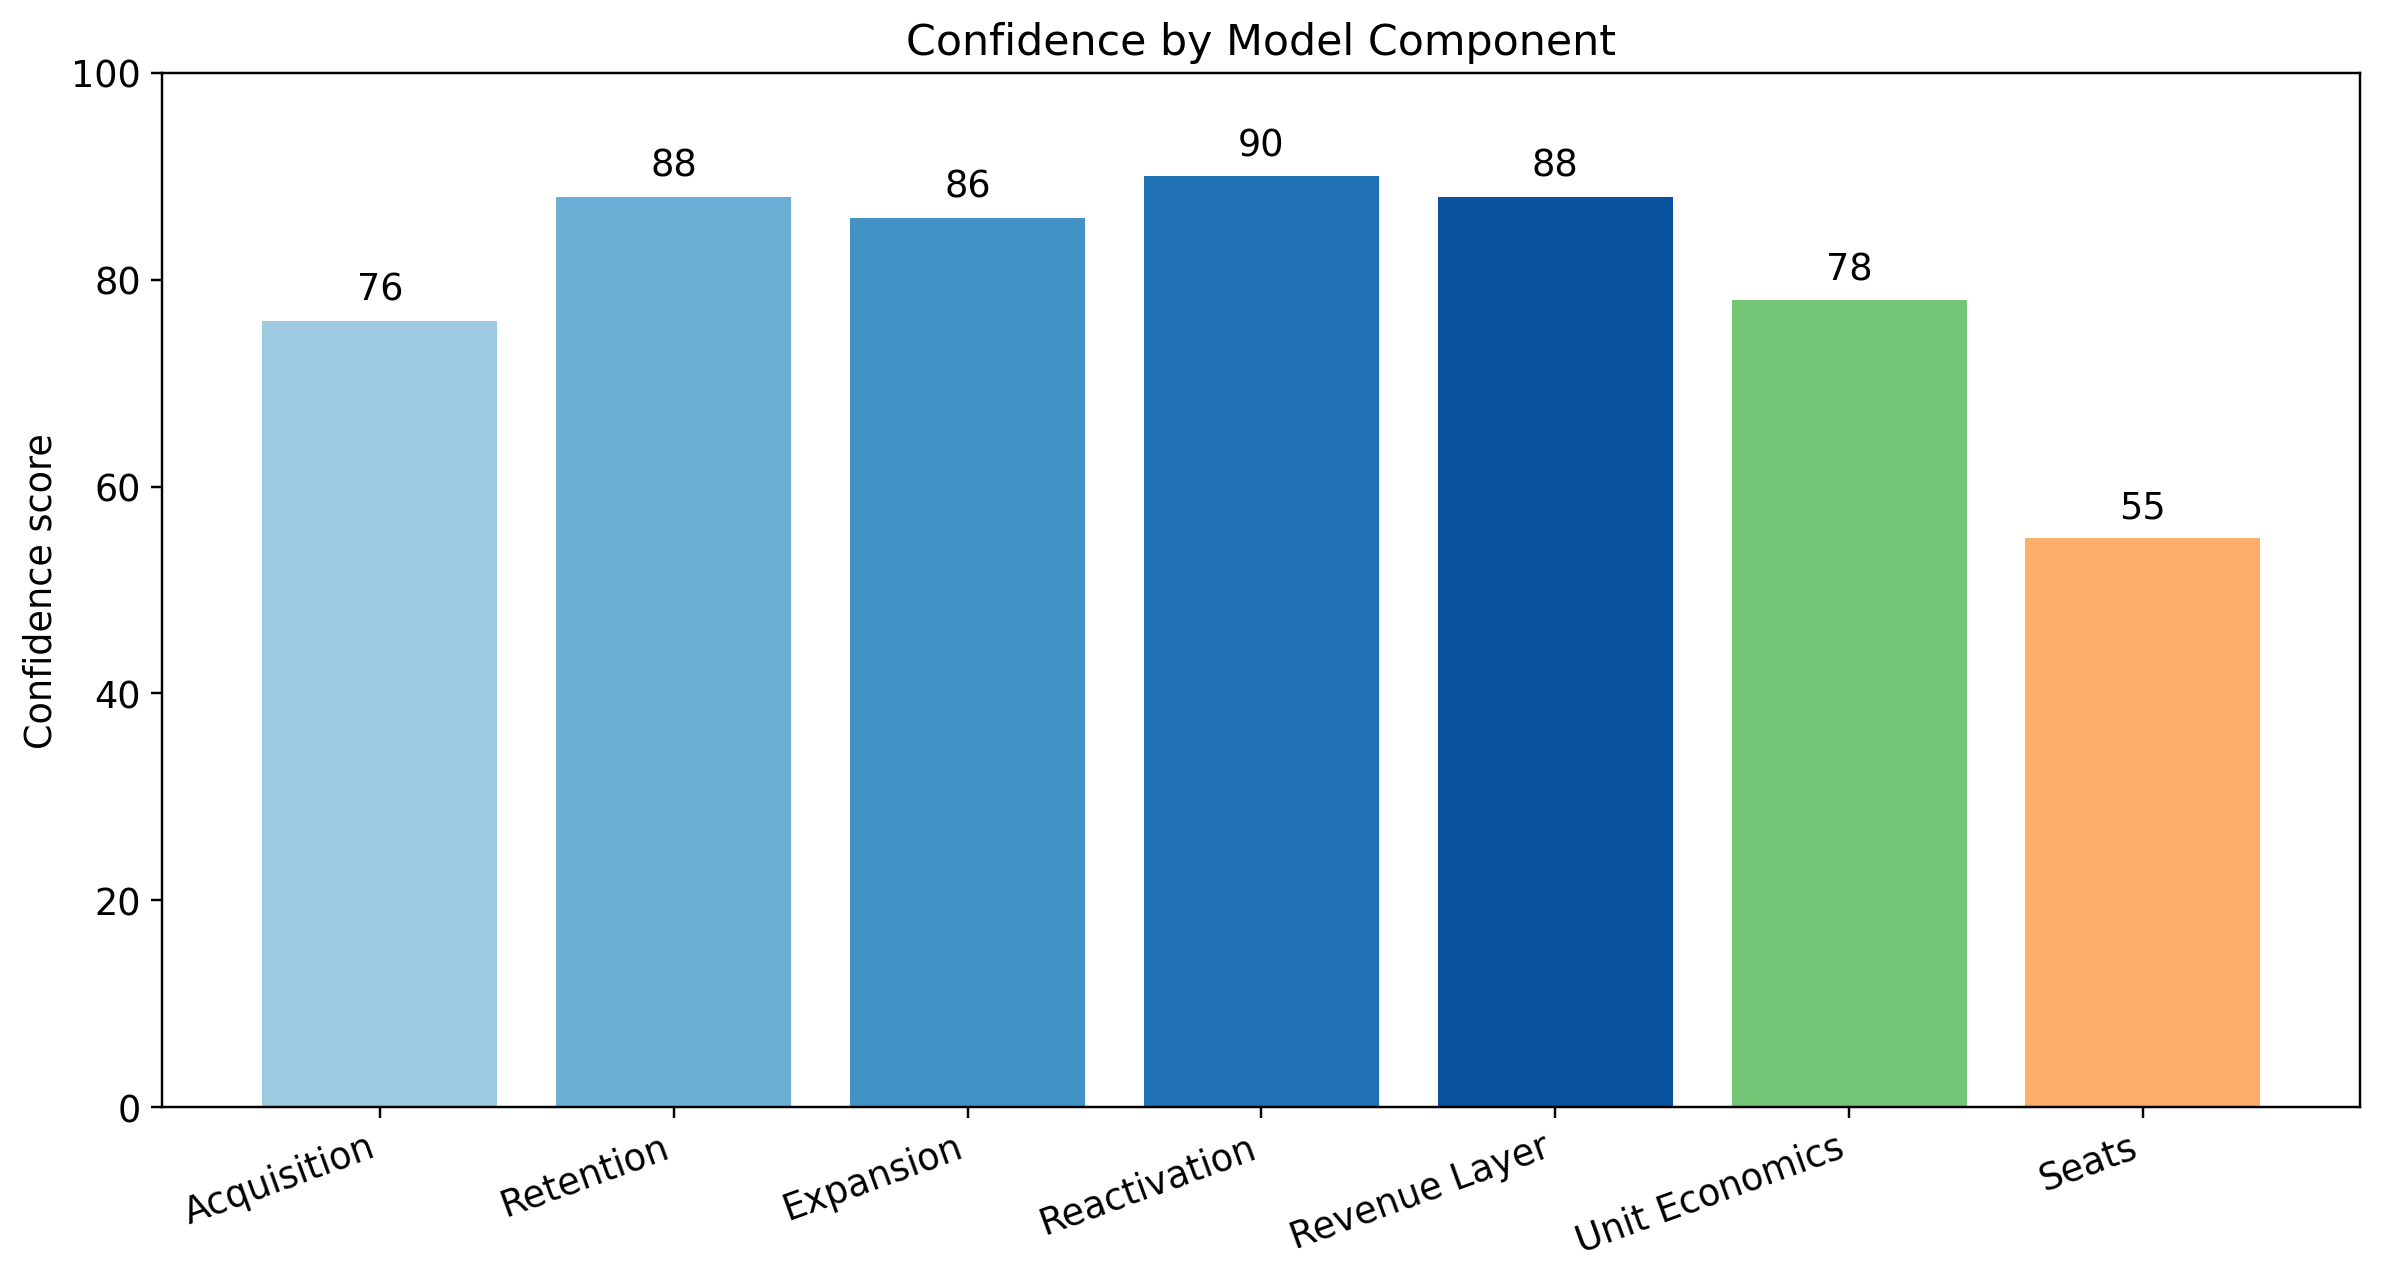 Confidence by Model Component
Confidence score
100
80
60
40
20
0
76
88
86
90
88
78
55
Acquisition
Retention
Expansion
Reactivation
Revenue Layer
Unit Economics
Seats